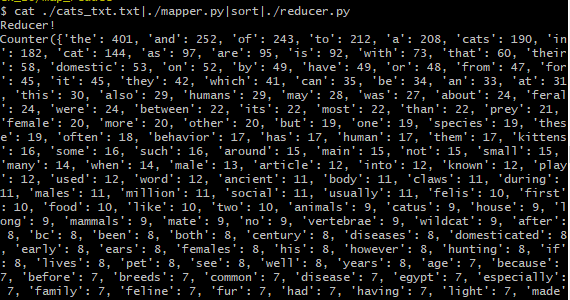 $ cat ./cats_txt.txt|./mapper.py|sort|./reducer.py
Reducer!
Counter({'the': 401, 'and': 252, 'of': 243, 'to': 212, 'a': 208, 'cats': 190, 'in
': 182, 'cat': 144, 'as': 97, 'are': 95, 'is': 92, 'with': 73, 'that': 60, 'their
': 58, 'domestic': 53, 'on': 52, 'by': 49, 'have': 49, 'or': 48, 'from': 47, 'for
': 45, 'it': 45, 'they': 42, 'which': 41, 'can': 35, 'be': 34, 'an': 33, 'at': 31
, 'this': 30, 'also': 29, 'humans': 29, 'may': 28, 'was': 27, 'about': 24, 'feral
': 24, 'were': 24, 'between': 22, 'its': 22, 'most': 22, 'than': 22, 'prey': 21,
'female': 20, 'more': 20, 'other': 20, 'but': 19, 'one': 19, 'species': 19, 'thes
e': 19, 'often': 18, 'behavior': 17, 'has': 17, 'human': 17, 'them': 17, 'kittens
': 16, 'some': 16, 'such': 16, 'around': 15, 'main': 15, 'not': 15, 'small': 15,
'many': 14, 'when': 14, 'male': 13, 'article': 12, 'into': 12, 'known': 12, 'play
': 12, 'used': 12, 'word': 12, 'ancient': 11, 'body': 11, 'claws': 11, 'during':
11, 'males': 11, 'million': 11, 'social': 11, 'usually': 11, 'felis': 10, 'first'
: 10, 'food': 10, 'like': 10, 'two': 10, 'animals': 9, 'catus': 9, 'house': 9, 'l
ong': 9, 'mammals': 9, 'mate': 9, 'no': 9, 'vertebrae': 9, 'wildcat': 9, 'after':
 8, 'bc': 8, 'been': 8, 'both': 8, 'century': 8, 'diseases': 8, 'domesticated': 8
, 'early': 8, 'ears': 8, 'females': 8, 'his': 8, 'however': 8, 'hunting': 8, 'if'
: 8, 'lives': 8, 'pet': 8, 'see': 8, 'well': 8, 'years': 8, 'age': 7, 'because':
7, 'before': 7, 'breeds': 7, 'common': 7, 'disease': 7, 'egypt': 7, 'especially':
7, 'family': 7, 'feline': 7, 'fur': 7, 'had': 7, 'having': 7, 'light': 7, 'made'